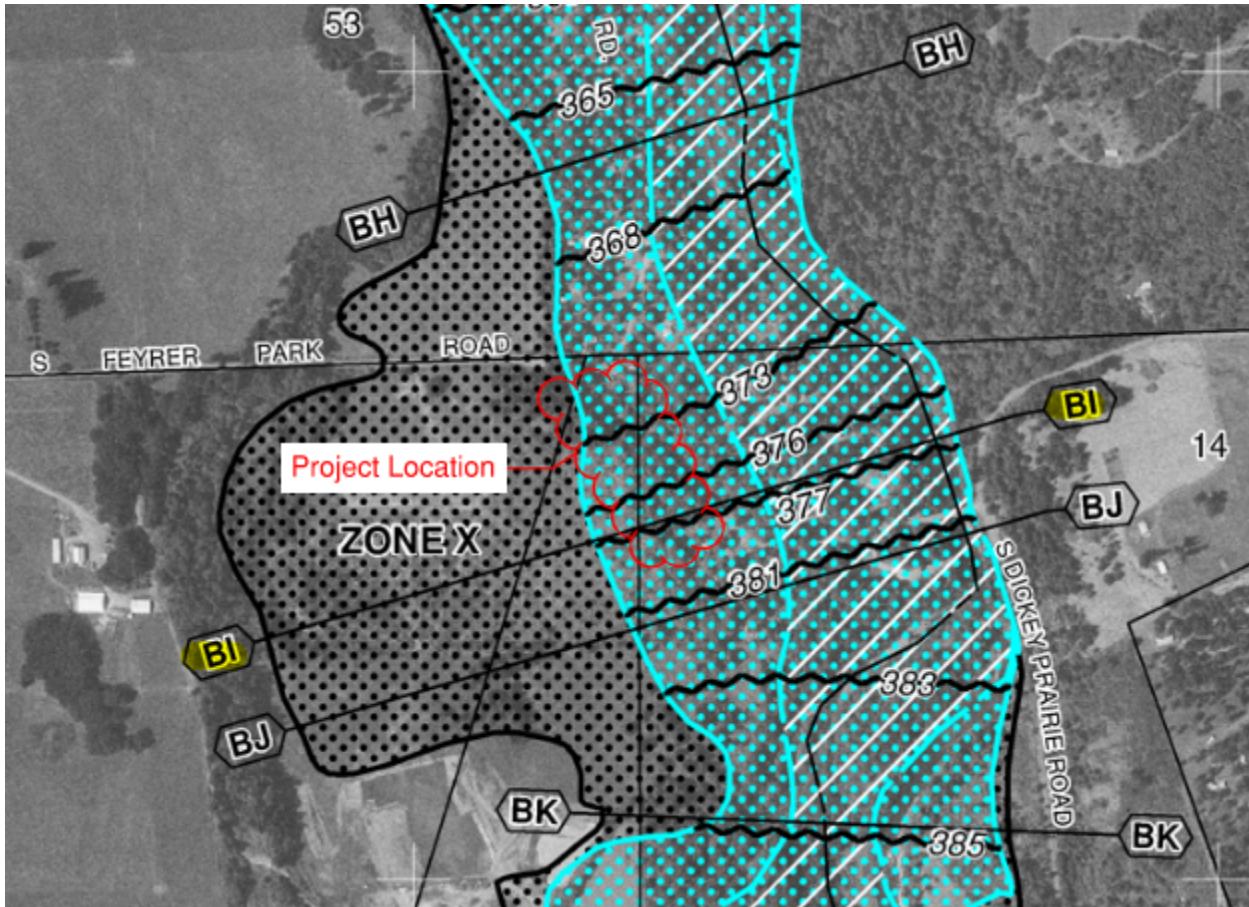 53
RD.
BH
365
BH
368
S FEYRER PARK ROAD
373
BI
Project Location
376
14
377
BJ
ZONE X
381
S DICKEY PRAIRIE ROAD
BI
383
BJ
BK
385
BK